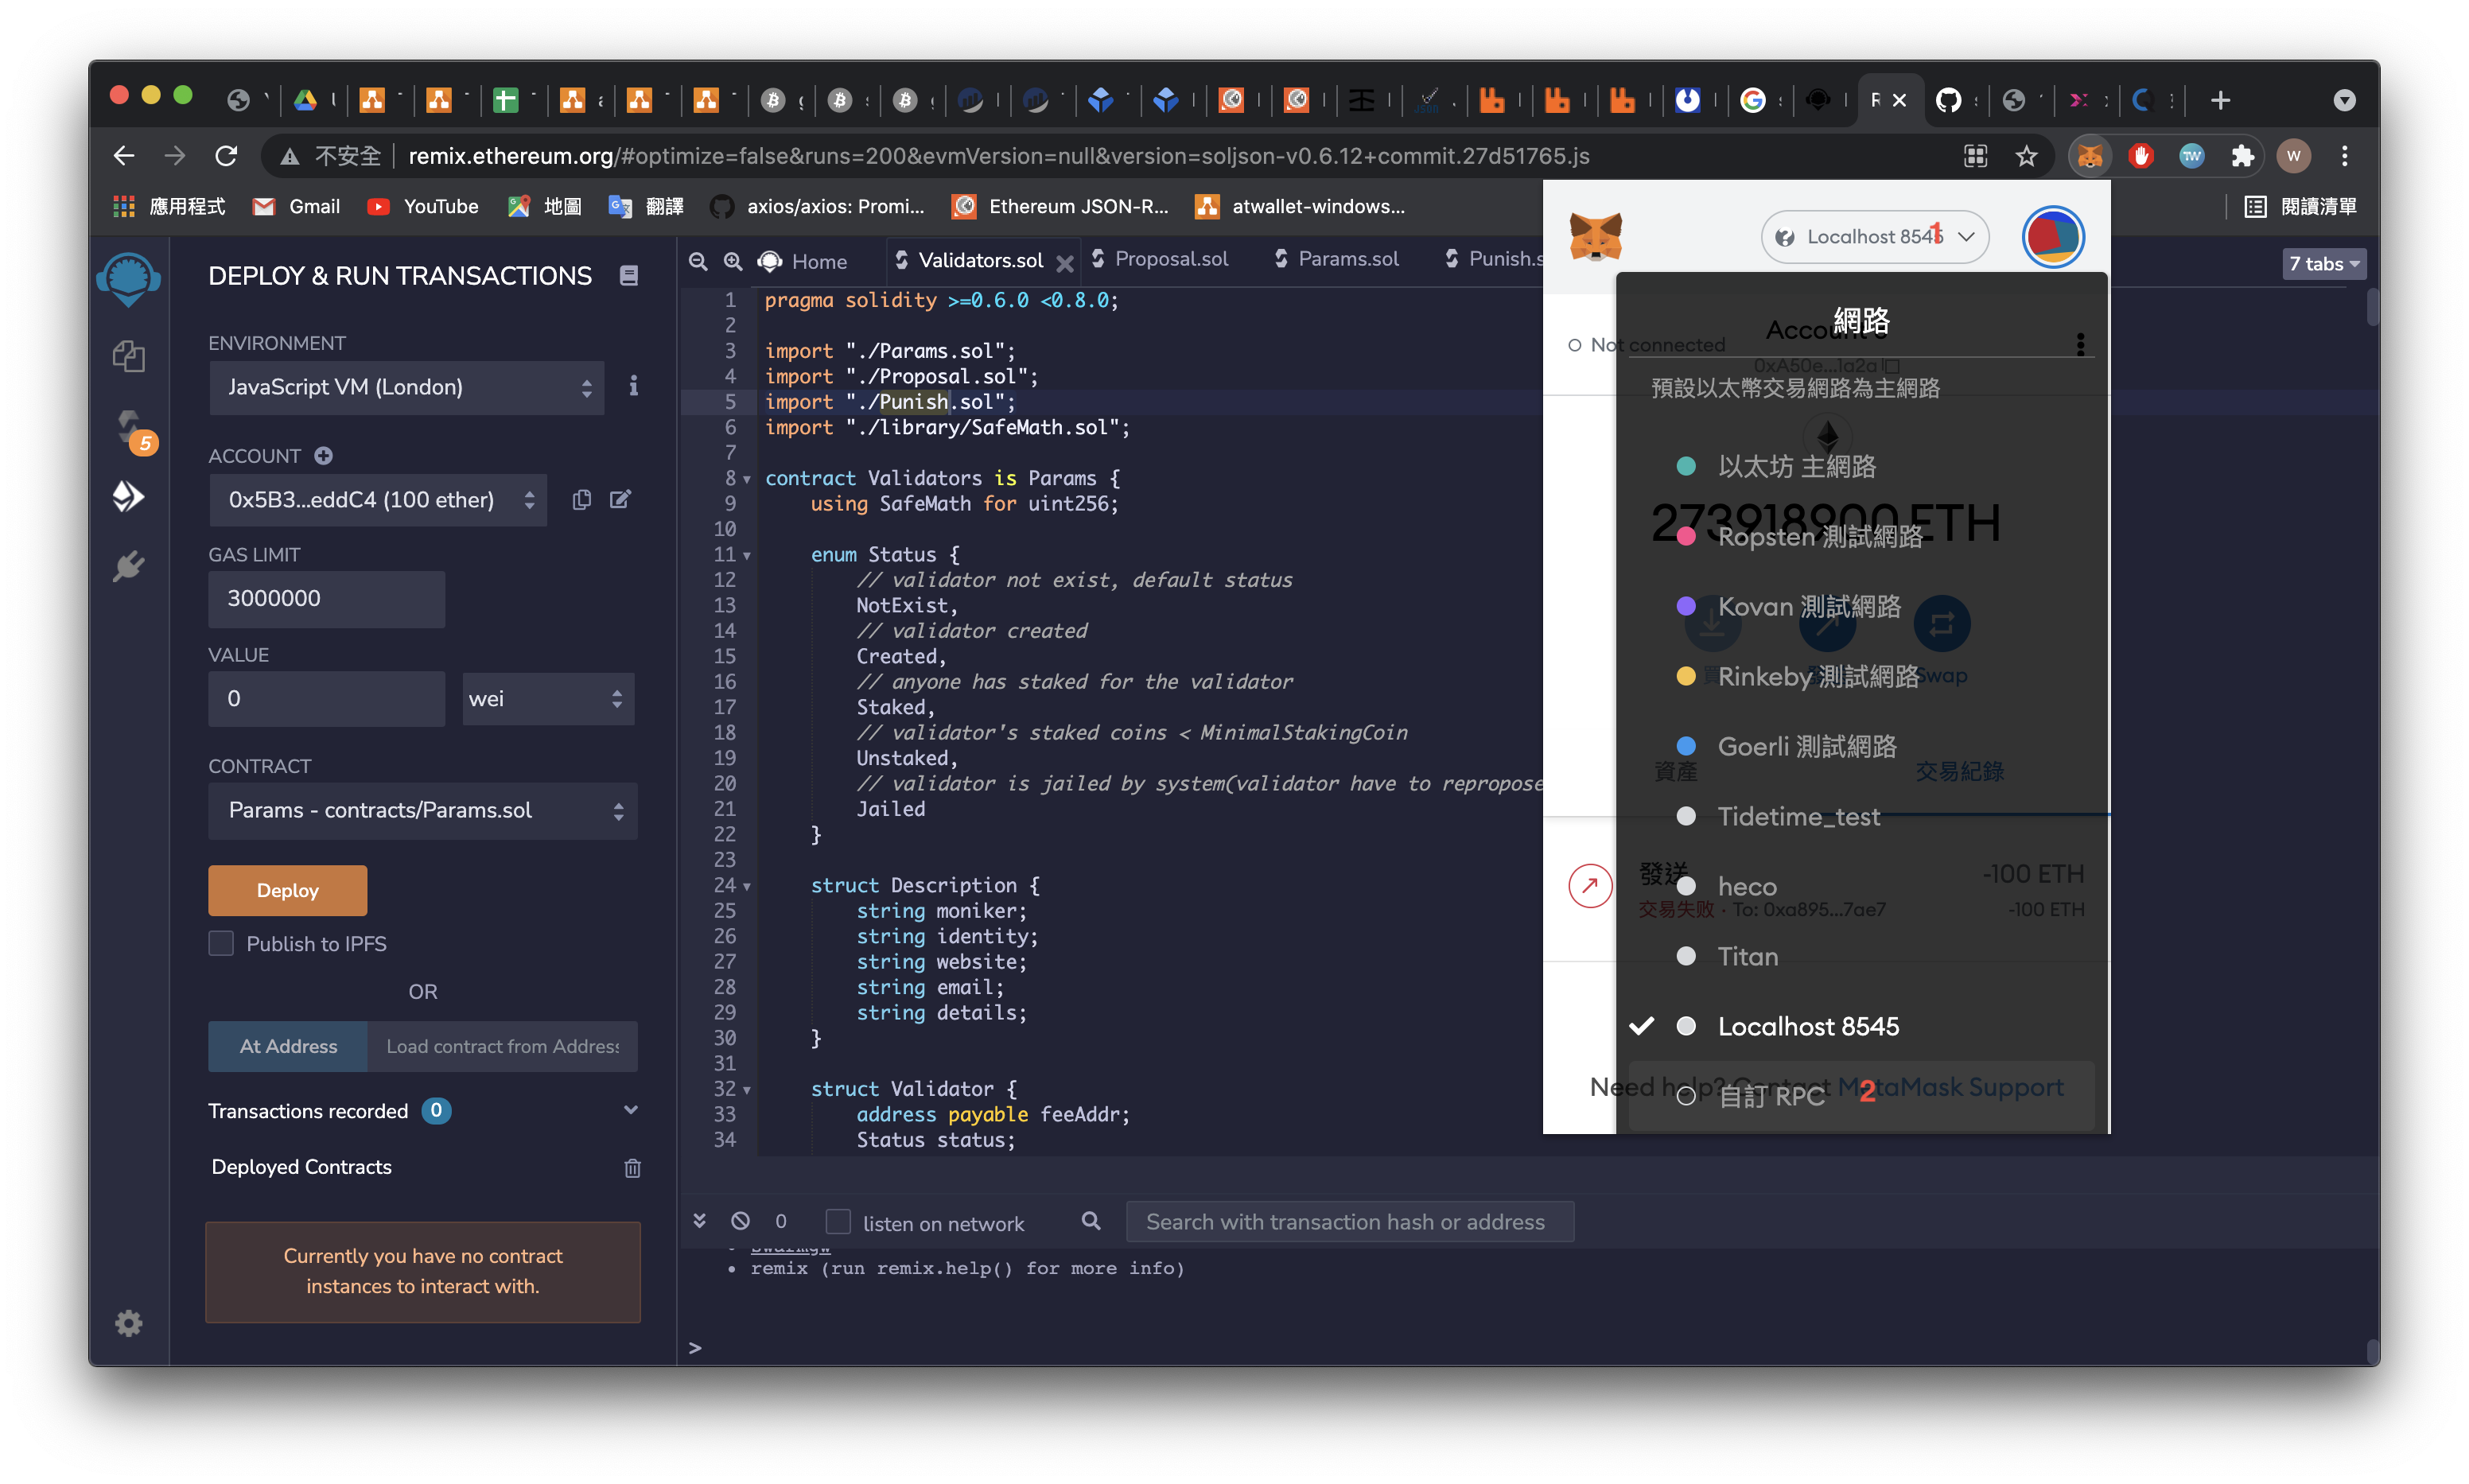 不安全 remix.ethereum.org/#optimize=false&runs=200&evmVersion=null&version=soljson-v0.6.12+commit.27d51765.js
應用程式 Gmail YouTube 地圖 翻譯 axios/axios: Promi... Ethereum JSON-R... atwallet-windows... 閱讀清單
DEPLOY & RUN TRANSACTIONS
ENVIRONMENT
JavaScript VM (London)
ACCOUNT
0x5B3...eddC4 (100 ether)
GAS LIMIT
3000000
VALUE
0 wei
CONTRACT
Params - contracts/Params.sol
Deploy
Publish to IPFS
OR
At Address Load contract from Address
Transactions recorded 0
Deployed Contracts
Currently you have no contract
instances to interact with.
5
Home Validators.sol Proposal.sol Params.sol Punish.s
7 tabs
1 pragma solidity >=0.6.0 <0.8.0;
2
3 import "./Params.sol";
4 import "./Proposal.sol";
5 import "./Punish.sol";
6 import "./library/SafeMath.sol";
7
8 contract Validators is Params {
9 using SafeMath for uint256;
10
11 enum Status {
12 // validator not exist, default status
13 NotExist,
14 // validator created
15 Created,
16 // anyone has staked for the validator
17 Staked,
18 // validator's staked coins < MinimalStakingCoin
19 Unstaked,
20 // validator is jailed by system(validator have to repropose
21 Jailed
22 }
23
24 struct Description {
25 string moniker;
26 string identity;
27 string website;
28 string email;
29 string details;
30 }
31
32 struct Validator {
33 address payable feeAddr;
34 Status status;
0 listen on network Search with transaction hash or address
remix (run remix.help() for more info)
>
Localhost 8545 1
網路
Not connected
0xA50e...1a2a
預設以太幣交易網路為主網路
以太坊 主網路
273918900 ETH
Ropsten 測試網路
Kovan 測試網路
Rinkeby 測試網路
Swap
Goerli 測試網路
資產 交易紀錄
Tidetime_test
發送 -100 ETH
heco
交易失敗 · To: 0xa895...7ae7 -100 ETH
Titan
Localhost 8545
Need help? Contact MetaMask Support
自訂 RPC 2